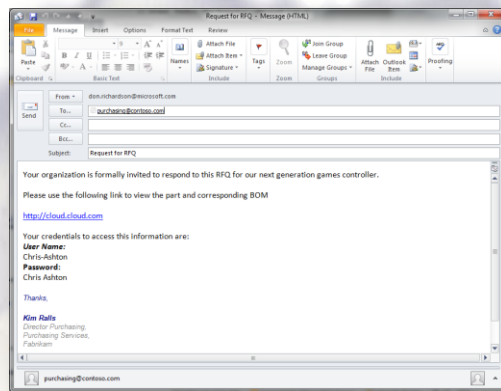 Request for RFQ - Message (HTML)
File Message Insert Options Format Text Review
Paste
Clipboard
B I U
Basic Text
Names
Attach File
Attach Item
Signature
Include
Tags
Zoom
Zoom
Join Group
Leave Group
Manage Groups
Groups
Attach File
Outlook Item
Include
Proofing
Send
From don.richardson@microsoft.com
To... purchasing@contoso.com
Cc...
Bcc...
Subject: Request for RFQ
Your organization is formally invited to respond to this RFQ for our next generation games controller.
Please use the following link to view the part and corresponding BOM
http://cloud.cloud.com
Your credentials to access this information are:
User Name:
Chris-Ashton
Password:
Chris Ashton
Thanks,
Kim Ralls
Director Purchasing,
Purchasing Services,
Fabrikam
purchasing@contoso.com